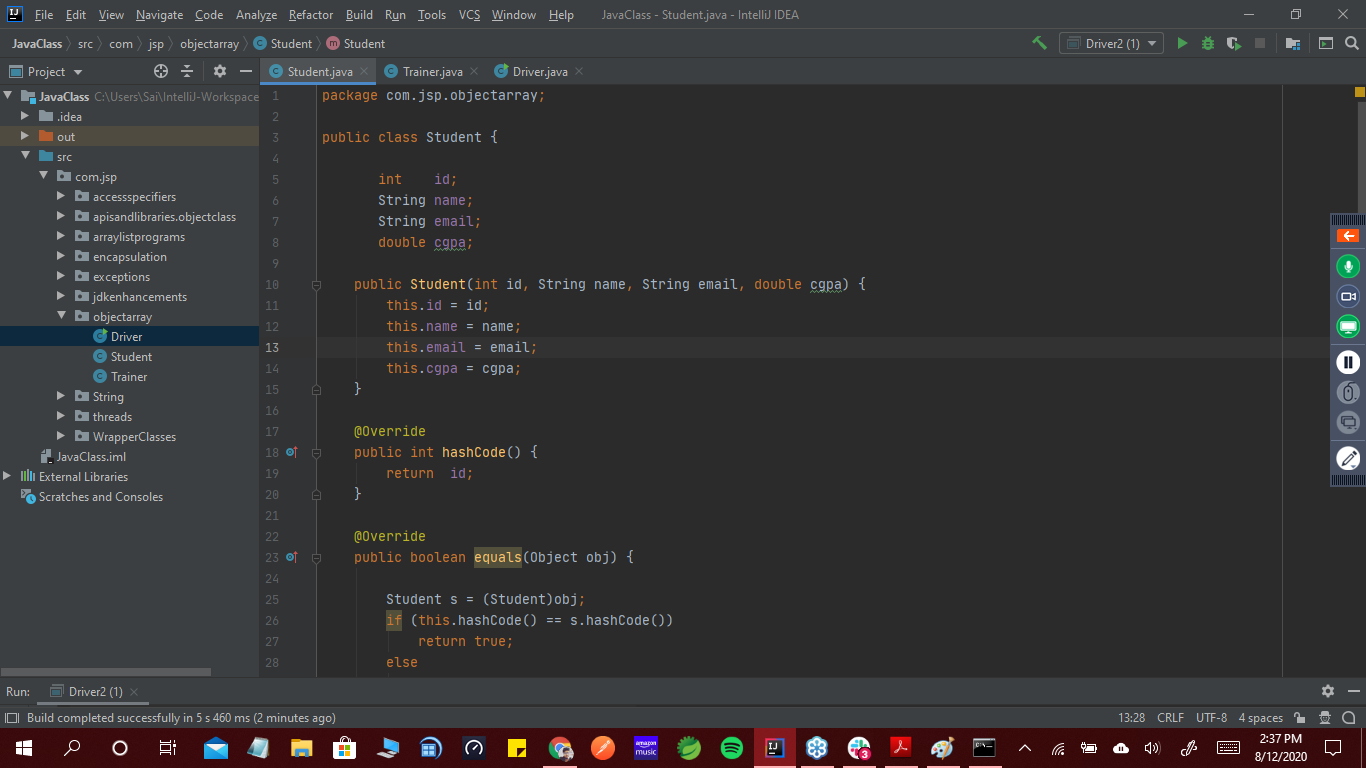 File Edit View Navigate Code Analyze Refactor Build Run Tools VCS Window Help JavaClass - Student.java - IntelliJ IDEA
JavaClass src com jsp objectarray Student Student Driver2 (1)
Project
Student.java Trainer.java Driver.java
JavaClass C:\Users\Sai\IntelliJ-Workspace
.idea
out
src
com.jsp
accessspecifiers
apisandlibraries.objectclass
arraylistprograms
encapsulation
exceptions
jdkenhancements
objectarray
Driver
Student
Trainer
String
threads
WrapperClasses
JavaClass.iml
External Libraries
Scratches and Consoles
1 package com.jsp.objectarray;
2
3 public class Student {
4
5 int id;
6 String name;
7 String email;
8 double cgpa;
9
10 public Student(int id, String name, String email, double cgpa) {
11 this.id = id;
12 this.name = name;
13 this.email = email;
14 this.cgpa = cgpa;
15 }
16
17 @Override
18 public int hashCode() {
19 return id;
20 }
21
22 @Override
23 public boolean equals(Object obj) {
24
25 Student s = (Student)obj;
26 if (this.hashCode() == s.hashCode())
27 return true;
28 else
Run: Driver2 (1)
Build completed successfully in 5 s 460 ms (2 minutes ago) 13:28 CRLF UTF-8 4 spaces
amazon music
3
2:37 PM
8/12/2020